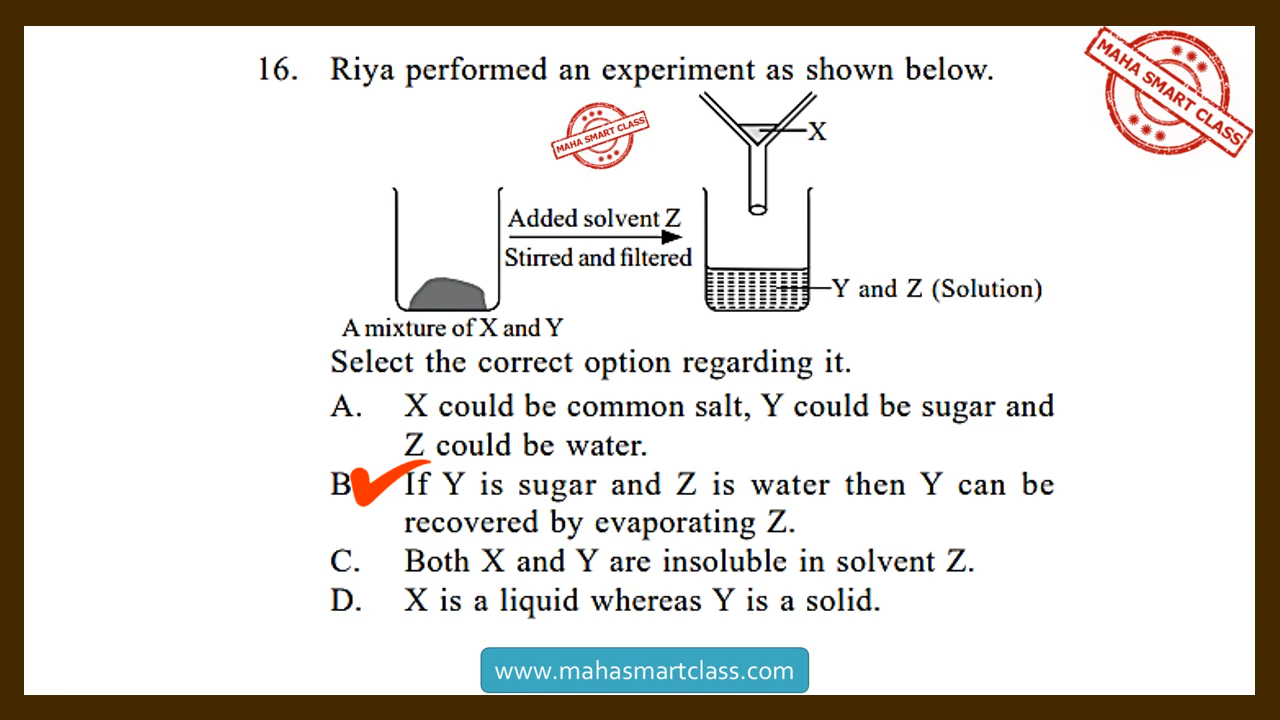 16. Riya performed an experiment as shown below.
MAHA SMART CLASS
MAHA SMART CLASS
X
Added solvent Z
Stirred and filtered
Y and Z (Solution)
A mixture of X and Y
Select the correct option regarding it.
A. X could be common salt, Y could be sugar and
Z could be water.
B If Y is sugar and Z is water then Y can be
recovered by evaporating Z.
C. Both X and Y are insoluble in solvent Z.
D. X is a liquid whereas Y is a solid.
www.mahasmartclass.com